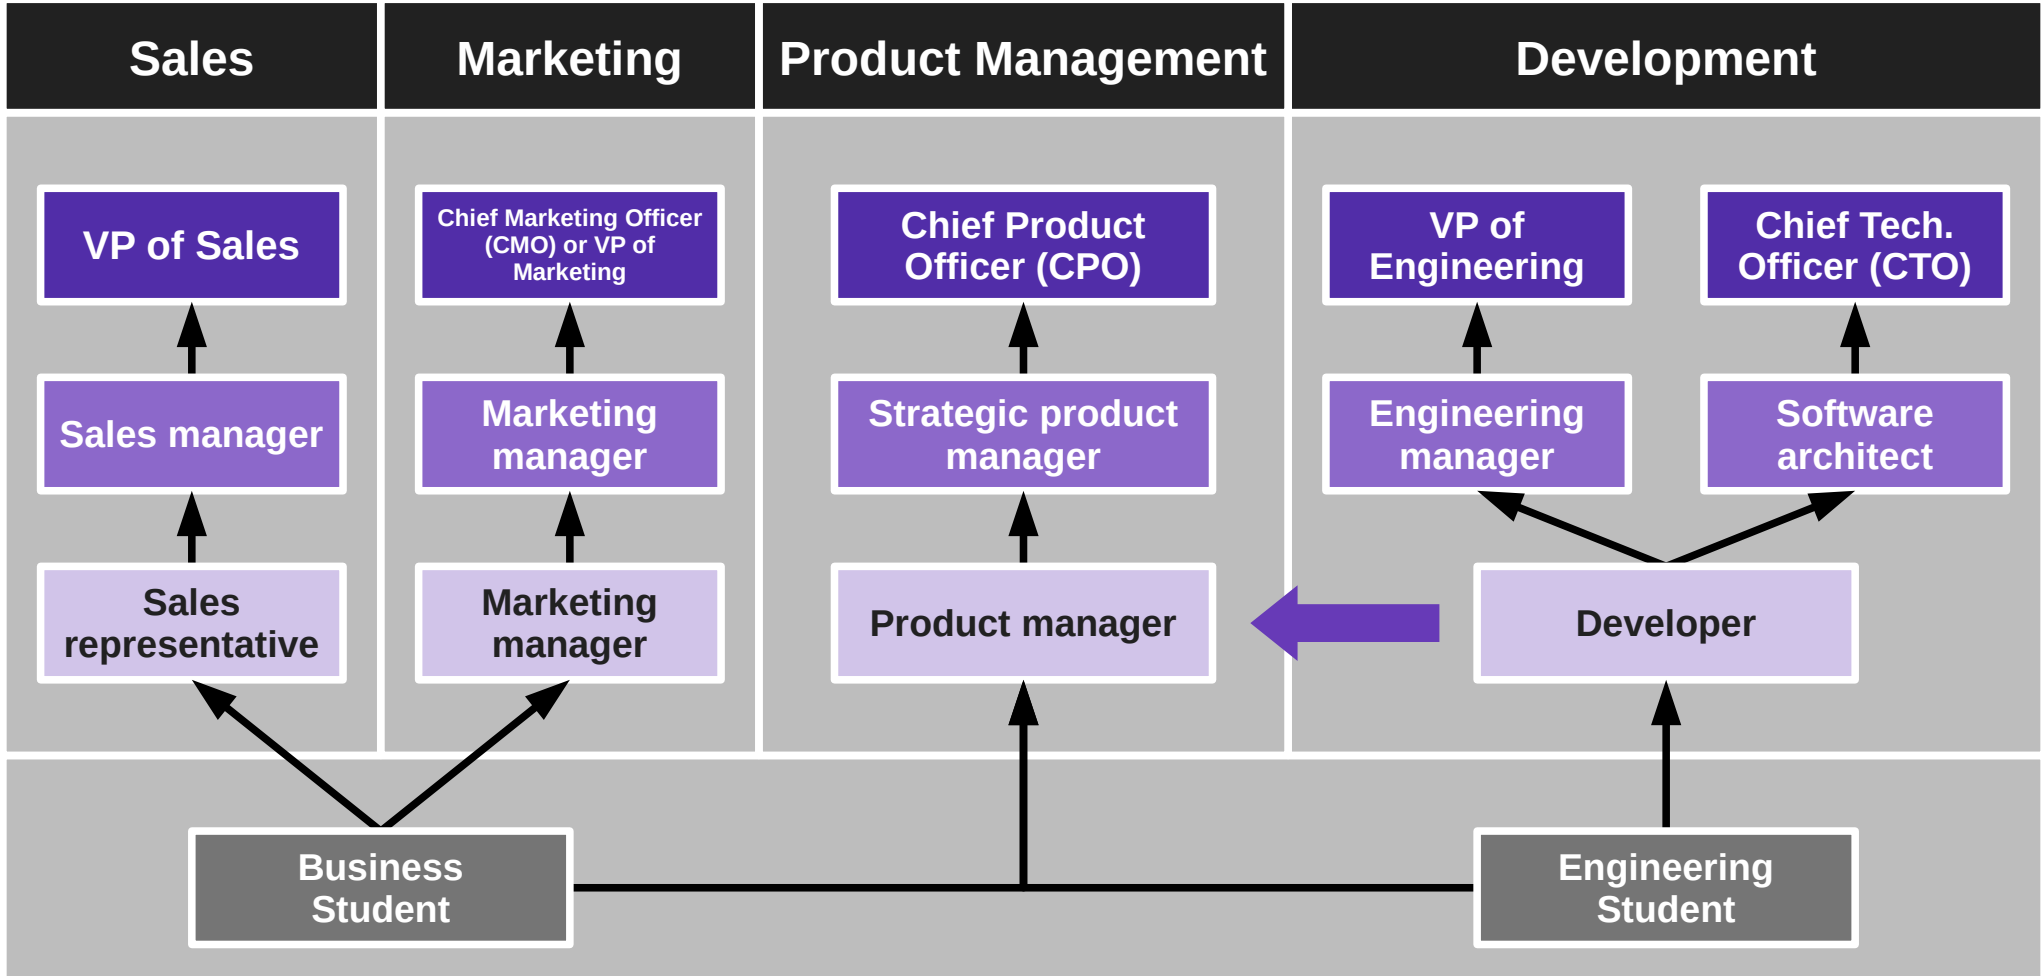 Sales
Marketing
Product Management
Development
VP of Sales
Chief Marketing Officer
(CMO) or VP of
Marketing
Chief Product
Officer (CPO)
VP of
Engineering
Chief Tech.
Officer (CTO)
Sales manager
Marketing
manager
Strategic product
manager
Engineering
manager
Software
architect
Sales
representative
Marketing
manager
Product manager
Developer
Business
Student
Engineering
Student